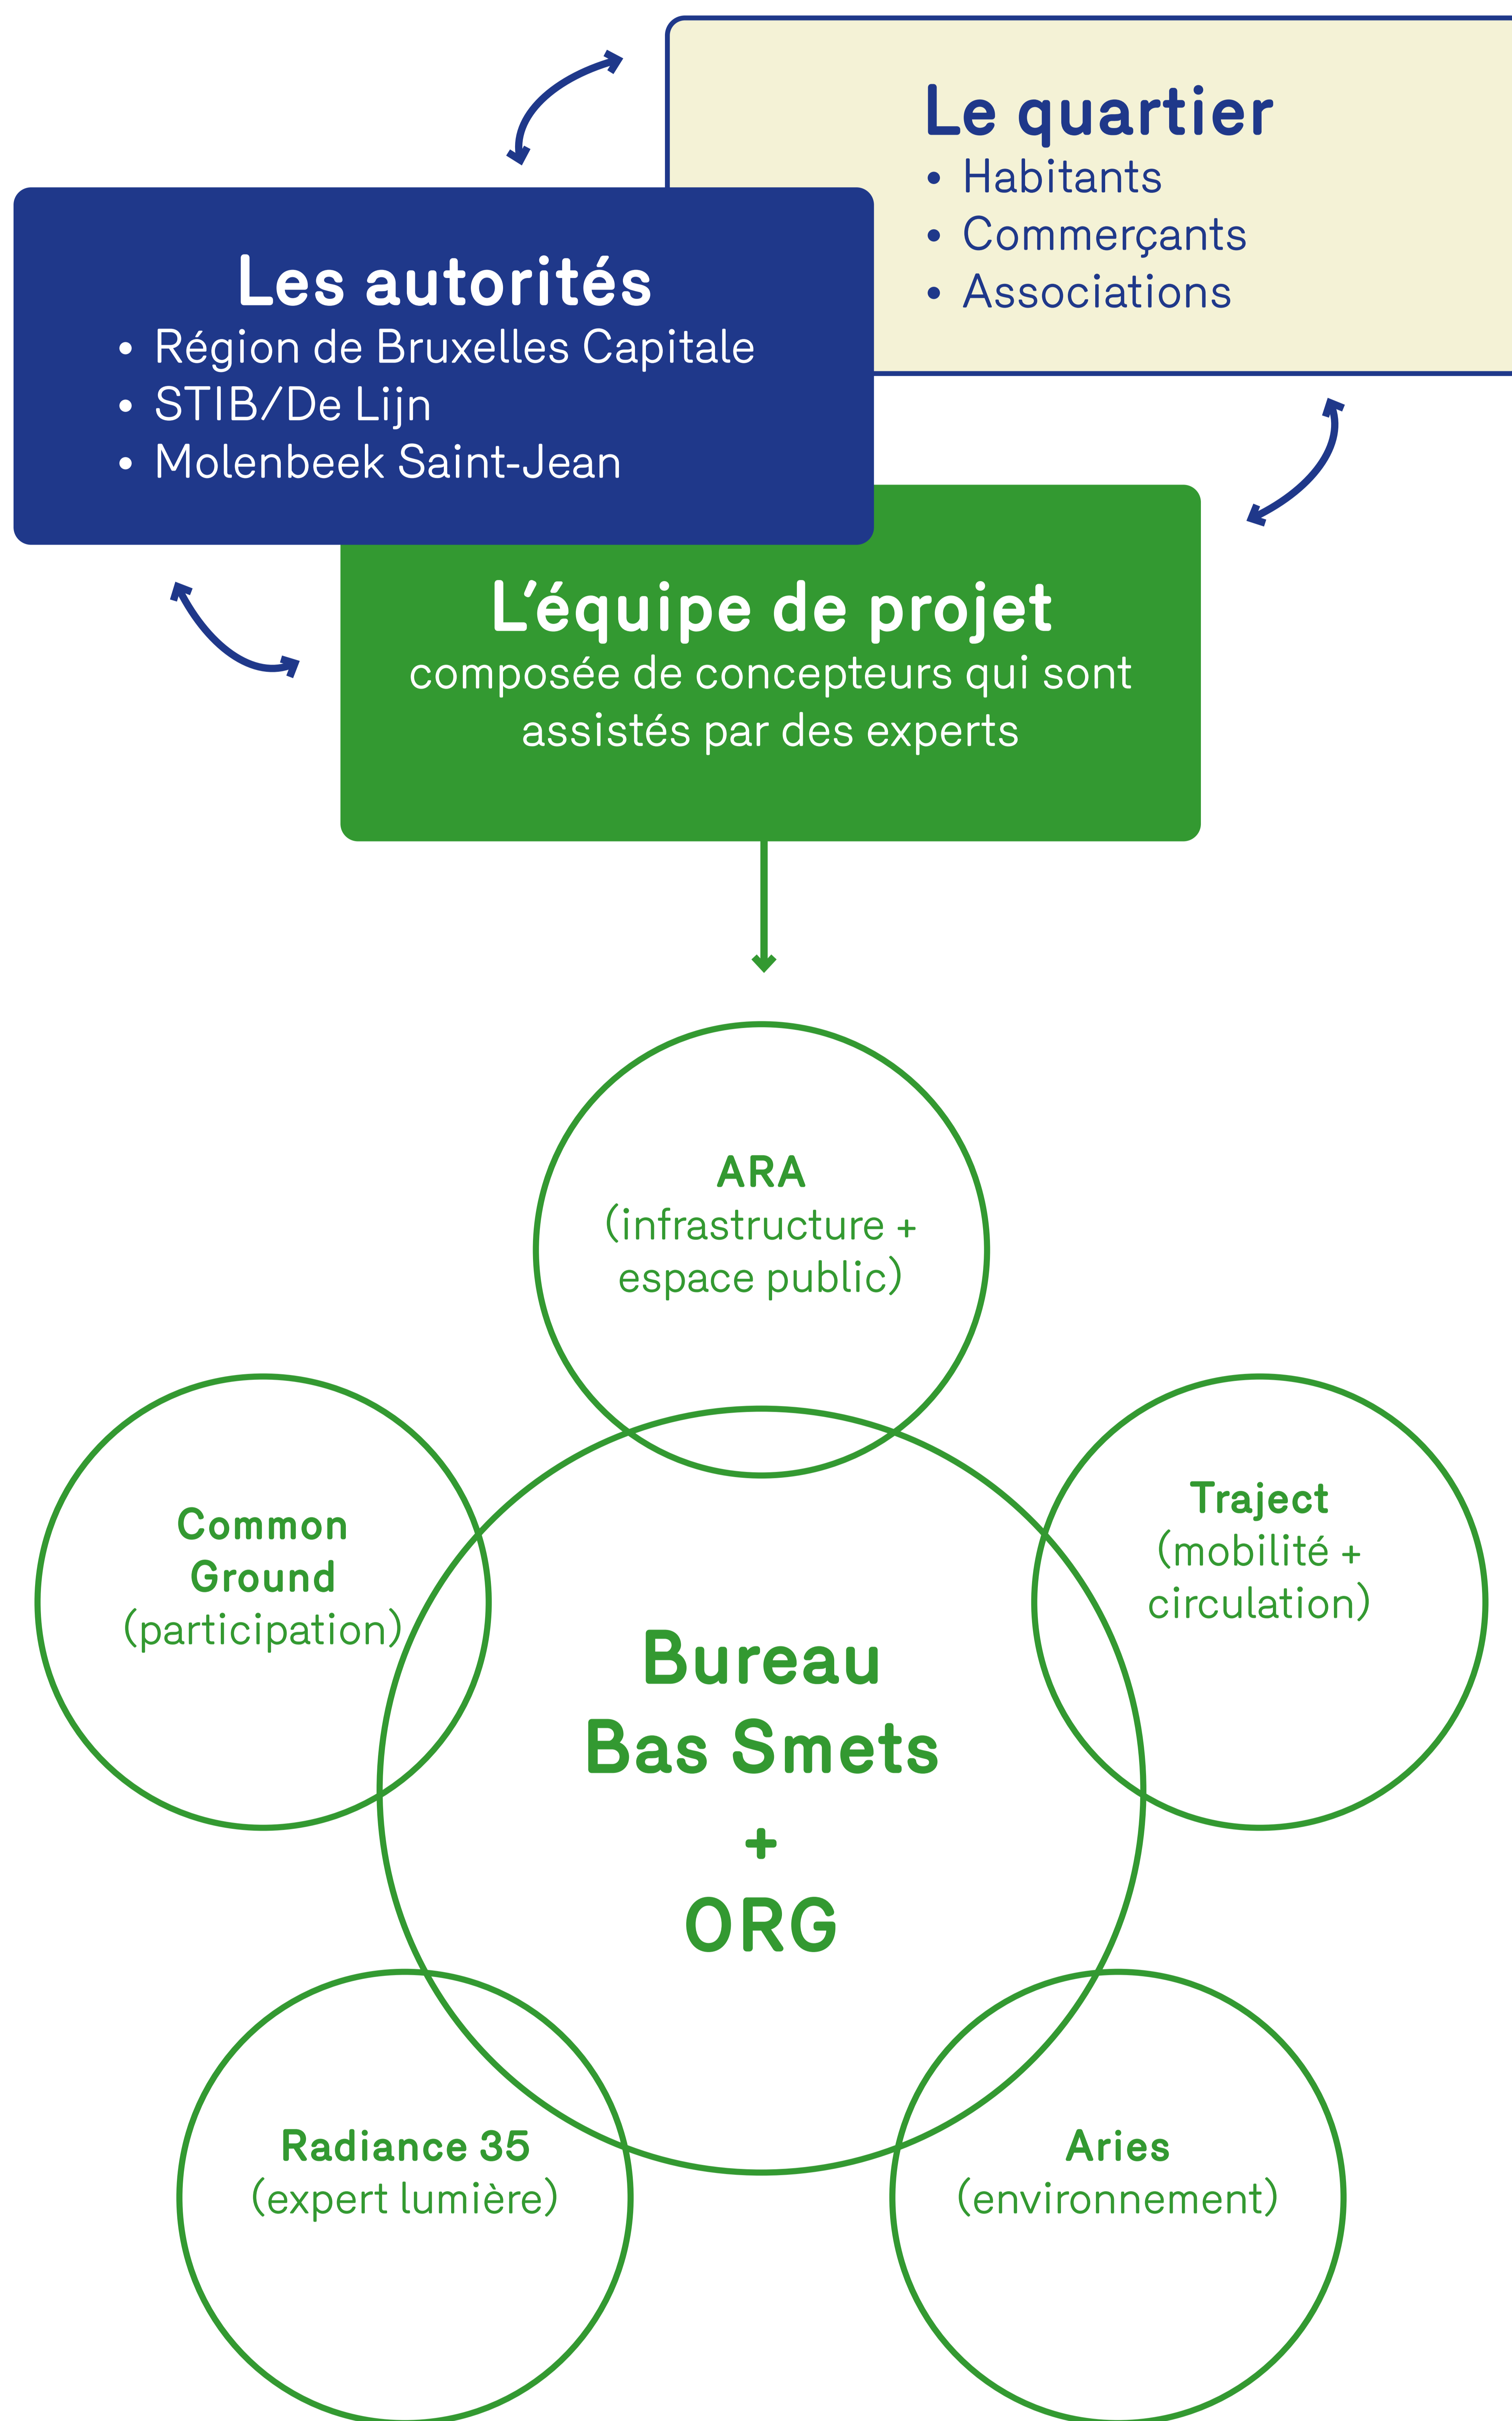 Le quartier
• Habitants
• Commerçants
• Associations
Les autorités
• Région de Bruxelles Capitale
• STIB/De Lijn
• Molenbeek Saint-Jean
L'équipe de projet
composée de concepteurs qui sont
assistés par des experts
ARA
(infrastructure +
espace public)
Common
Ground
(participation)
Traject
(mobilité +
circulation)
Bureau
Bas Smets
+
ORG
Radiance 35
(expert lumière)
Aries
(environnement)